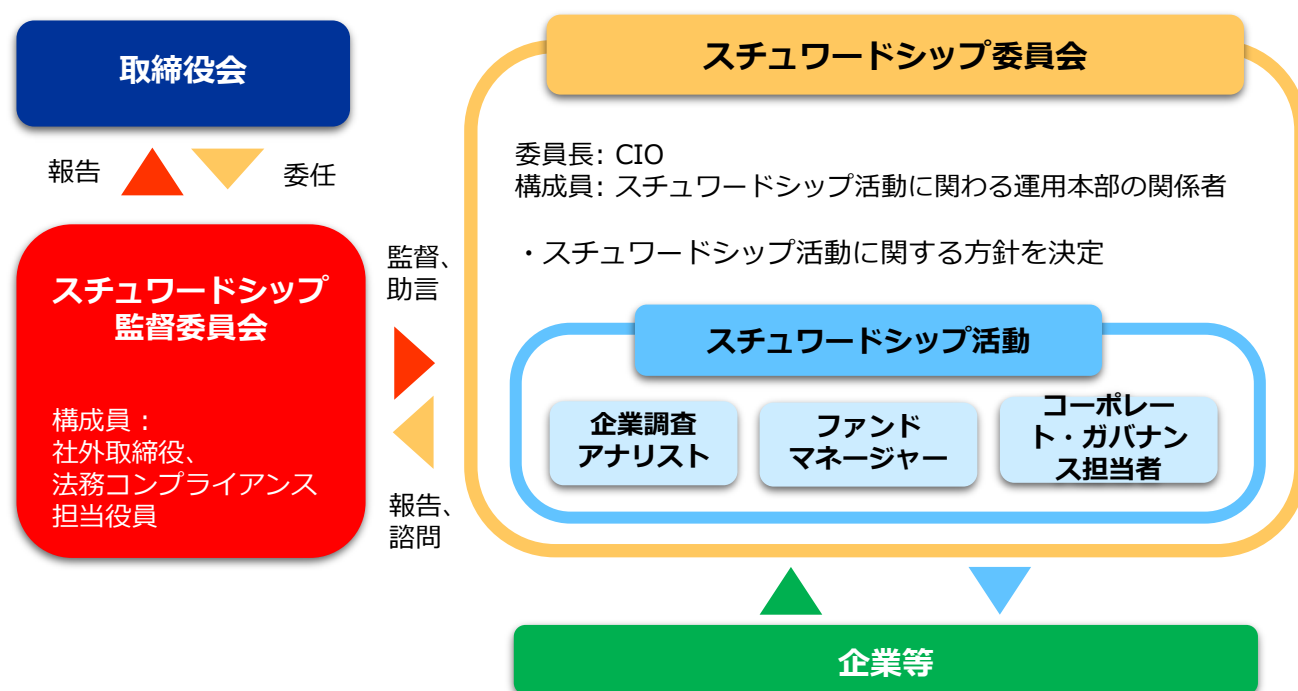 取締役会
報告
委任
スチュワードシップ
監督委員会
構成員：
社外取締役、
法務コンプライアンス
担当役員
監督、
助言
報告、
諮問
スチュワードシップ委員会
委員長: CIO
構成員: スチュワードシップ活動に関わる運用本部の関係者
・スチュワードシップ活動に関する方針を決定
スチュワードシップ活動
企業調査
アナリスト
ファンド
マネージャー
コーポレー
ト・ガバナン
ス担当者
企業等